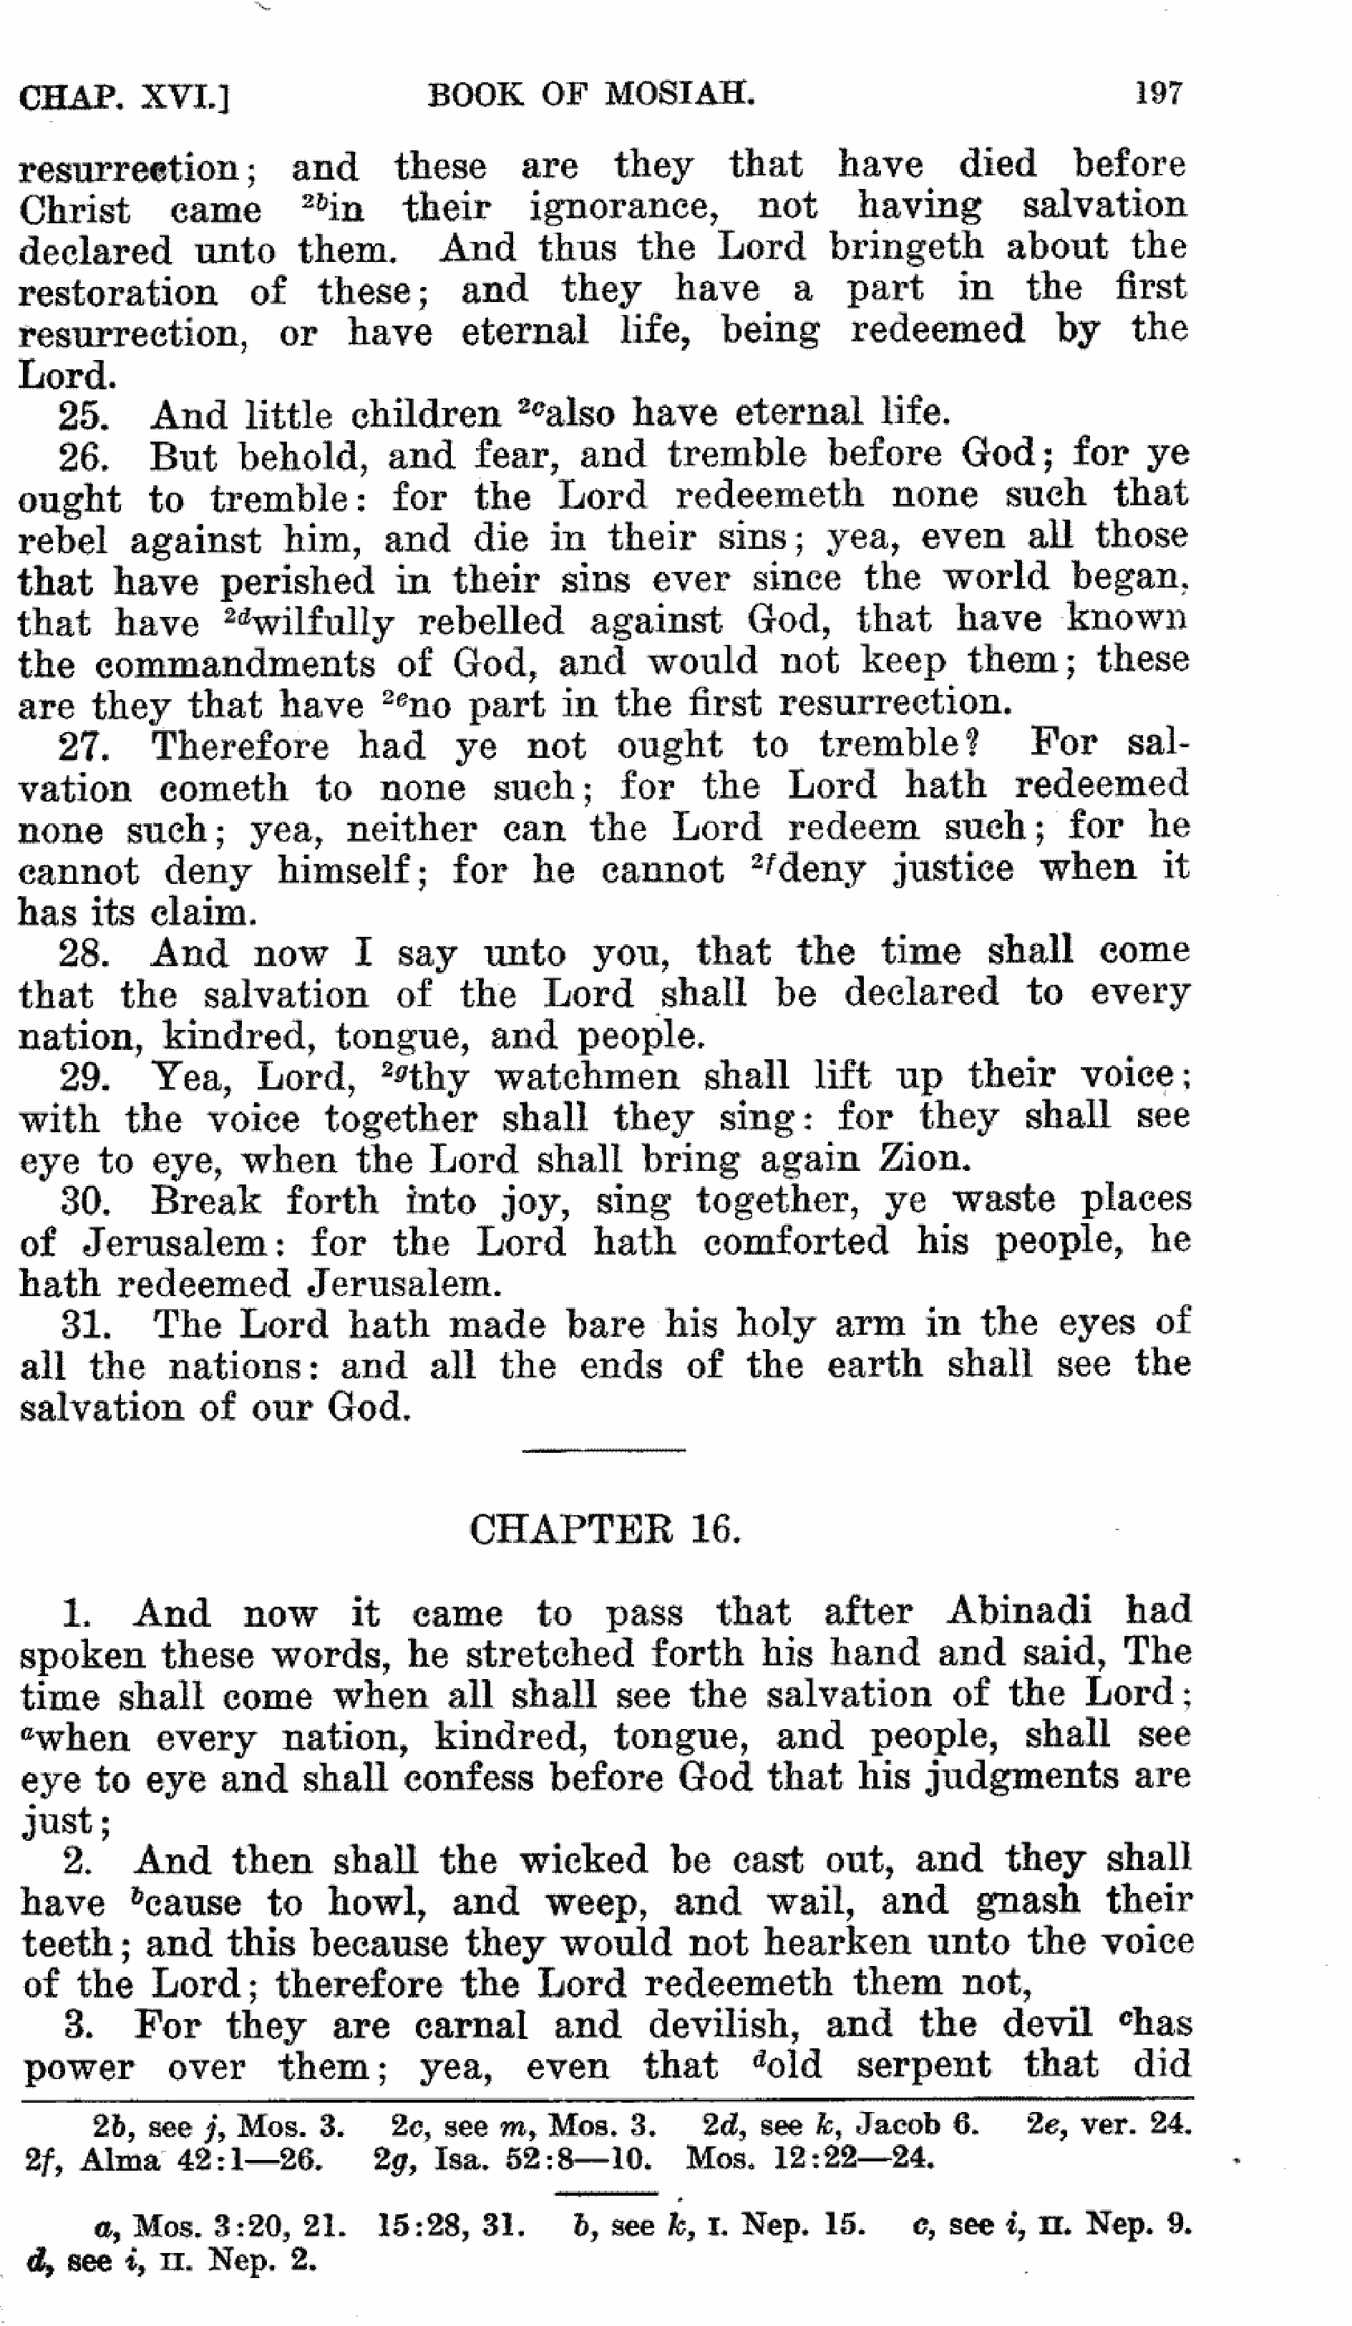 CHAP. XVI.] BOOK OF MOSIAH. 197
resurrection; and these are they that have died before
Christ came 2bin their ignorance, not having salvation
declared unto them. And thus the Lord bringeth about the
restoration of these; and they have a part in the first
resurrection, or have eternal life, being redeemed by the
Lord.
25. And little children 2calso have eternal life.
26. But behold, and fear, and tremble before God; for ye
ought to tremble: for the Lord redeemeth none such that
rebel against him, and die in their sins; yea, even all those
that have perished in their sins ever since the world began,
that have 2dwilfully rebelled against God, that have known
the commandments of God, and would not keep them; these
are they that have 2eno part in the first resurrection.
27. Therefore had ye not ought to tremble? For sal-
vation cometh to none such; for the Lord hath redeemed
none such; yea, neither can the Lord redeem such; for he
cannot deny himself; for he cannot 2fdeny justice when it
has its claim.
28. And now I say unto you, that the time shall come
that the salvation of the Lord shall be declared to every
nation, kindred, tongue, and people.
29. Yea, Lord, 2gthy watchmen shall lift up their voice;
with the voice together shall they sing: for they shall see
eye to eye, when the Lord shall bring again Zion.
30. Break forth into joy, sing together, ye waste places
of Jerusalem: for the Lord hath comforted his people, he
hath redeemed Jerusalem.
31. The Lord hath made bare his holy arm in the eyes of
all the nations: and all the ends of the earth shall see the
salvation of our God.
CHAPTER 16.
1. And now it came to pass that after Abinadi had
spoken these words, he stretched forth his hand and said, The
time shall come when all shall see the salvation of the Lord;
awhen every nation, kindred, tongue, and people, shall see
eye to eye and shall confess before God that his judgments are
just;
2. And then shall the wicked be cast out, and they shall
have bcause to howl, and weep, and wail, and gnash their
teeth; and this because they would not hearken unto the voice
of the Lord; therefore the Lord redeemeth them not,
3. For they are carnal and devilish, and the devil chas
power over them; yea, even that dold serpent that did
2b, see j, Mos. 3. 2c, see m, Mos. 3. 2d, see k, Jacob 6. 2e, ver. 24.
2f, Alma 42:1—26. 2g, Isa. 52:8—10. Mos. 12:22—24.
a, Mos. 3:20, 21. 15:28, 31. b, see k, I. Nep. 15. c, see i, II. Nep. 9.
d, see i, II. Nep. 2.